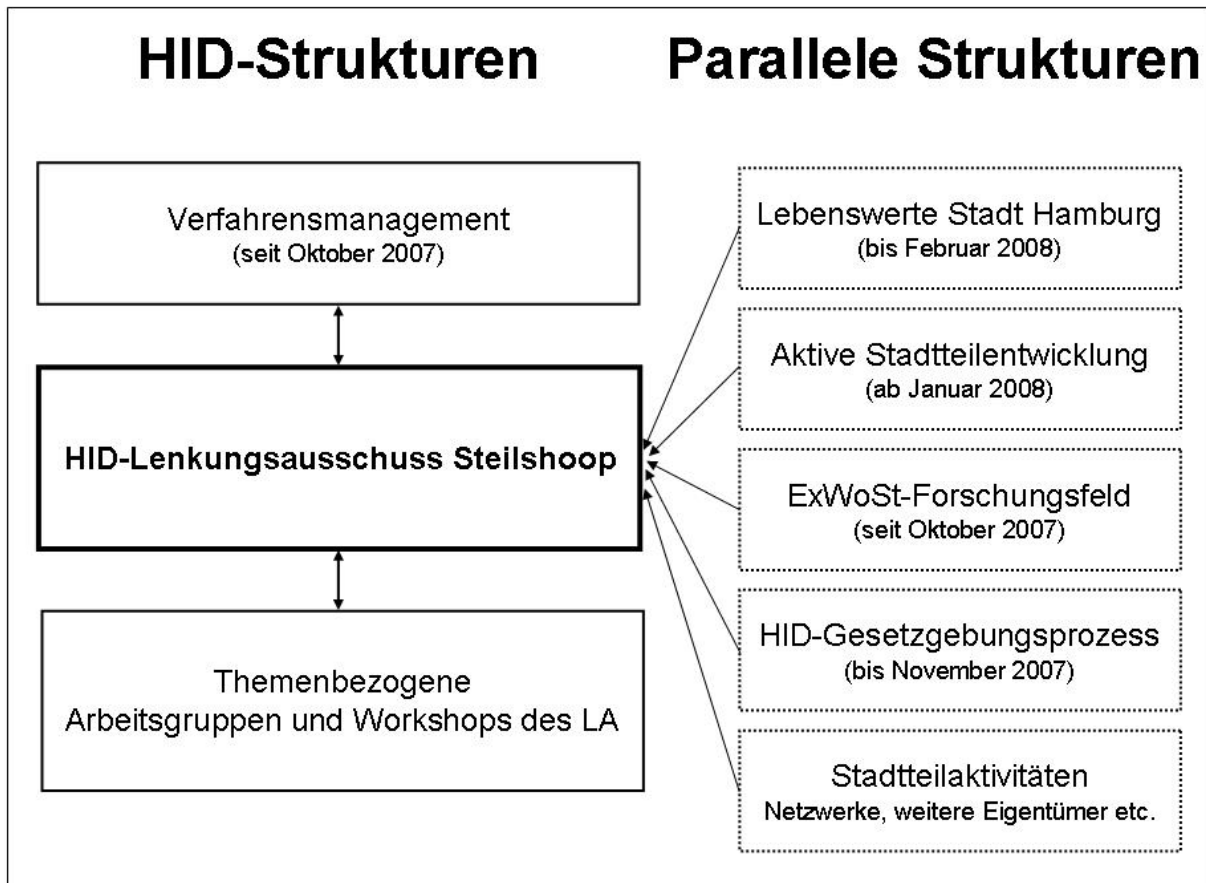 HID-Strukturen
Parallele Strukturen
Verfahrensmanagement
(seit Oktober 2007)
HID-Lenkungsausschuss Steilshoop
Themenbezogene
Arbeitsgruppen und Workshops des LA
Lebenswerte Stadt Hamburg
(bis Februar 2008)
Aktive Stadtteilentwicklung
(ab Januar 2008)
ExWoSt-Forschungsfeld
(seit Oktober 2007)
HID-Gesetzgebungsprozess
(bis November 2007)
Stadtteilaktivitäten
Netzwerke, weitere Eigentümer etc.